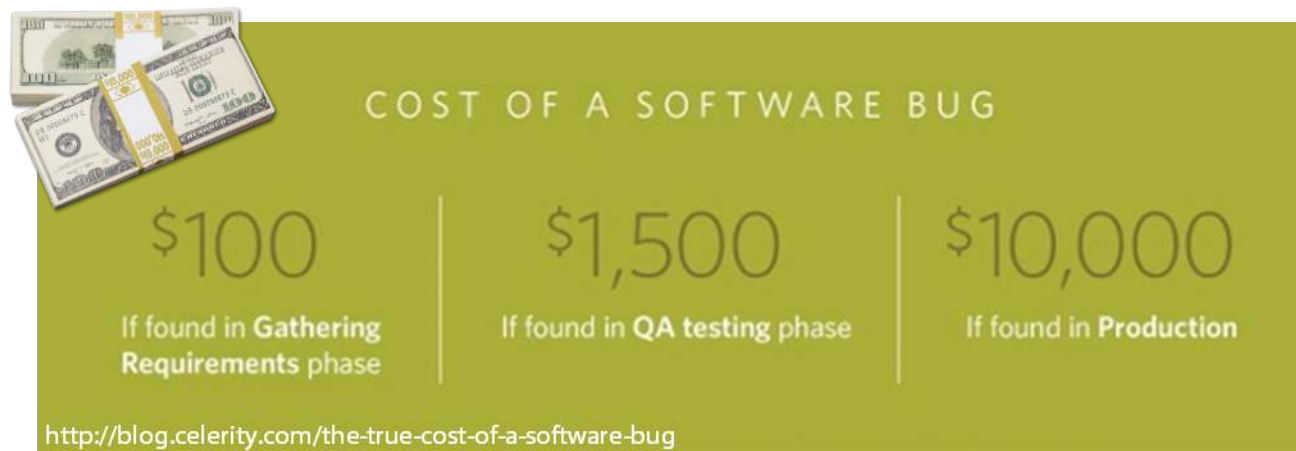 COST OF A SOFTWARE BUG
$100
If found in Gathering
Requirements phase
$1,500
If found in QA testing phase
$10,000
If found in Production
http://blog.celerity.com/the-true-cost-of-a-software-bug